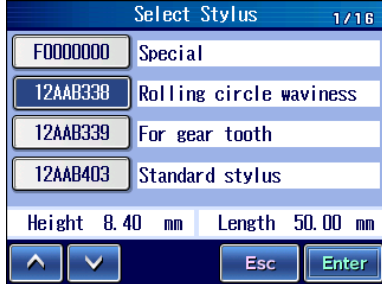 Select Stylus 1/16
F0000000 Special
12AAB338 Rolling circle waviness
12AAB339 For gear tooth
12AAB403 Standard stylus
Height 8.40 mm Length 50.00 mm
Esc Enter